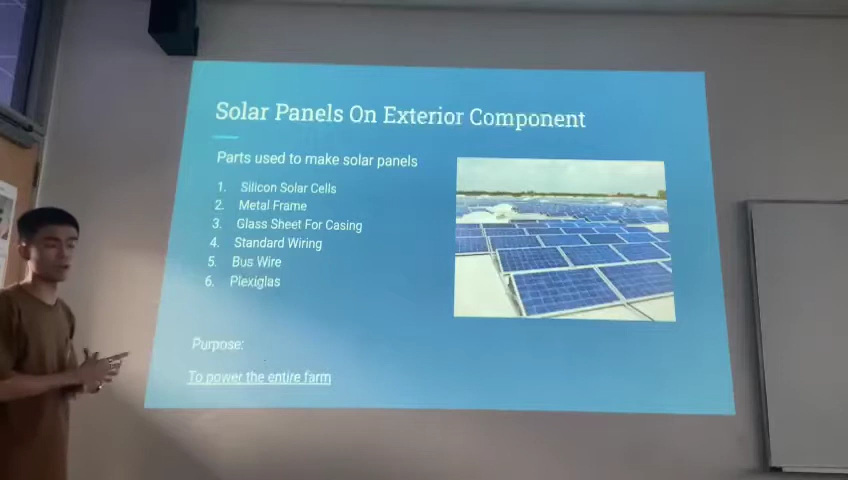 Solar Panels On Exterior Component
Parts used to make solar panels
1. Silicon Solar Cells
2. Metal Frame
3. Glass Sheet For Casing
4. Standard Wiring
5. Bus Wire
6. Plexiglas
Purpose:
To power the entire farm